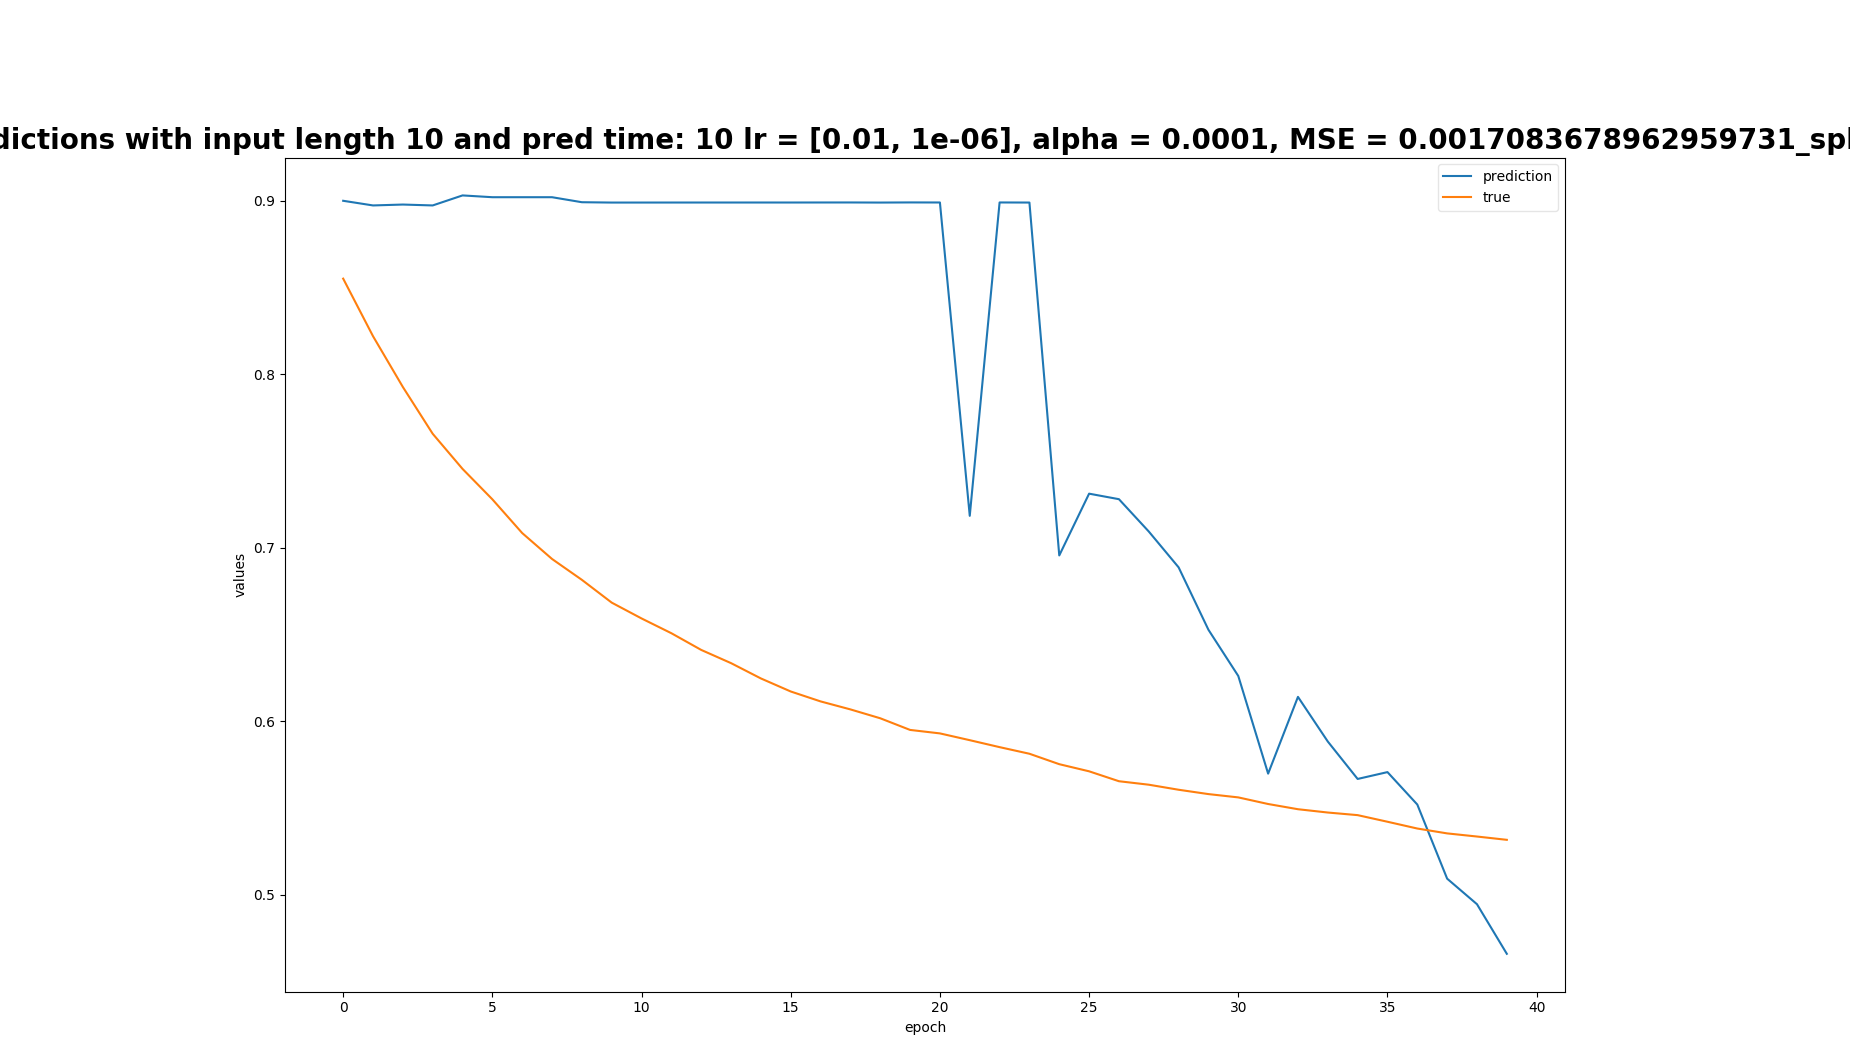 dictions with input length 10 and pred time: 10 lr = [0.01, 1e-06], alpha = 0.0001, MSE = 0.0017083678962959731_spl
prediction
true
0.9
0.8
0.7
0.6
0.5
values
0 5 10 15 20 25 30 35 40
epoch